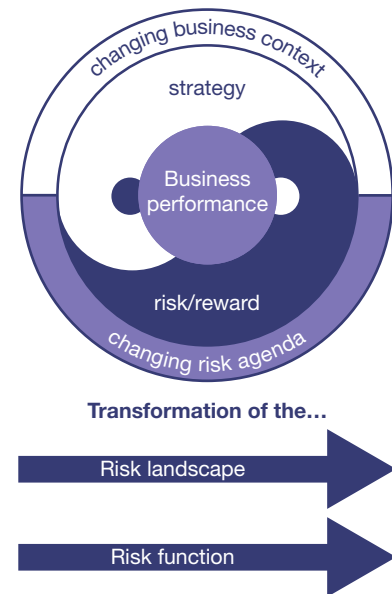 changing business context
strategy
Business
performance
risk/reward
changing risk agenda
Transformation of the...
Risk landscape
Risk function